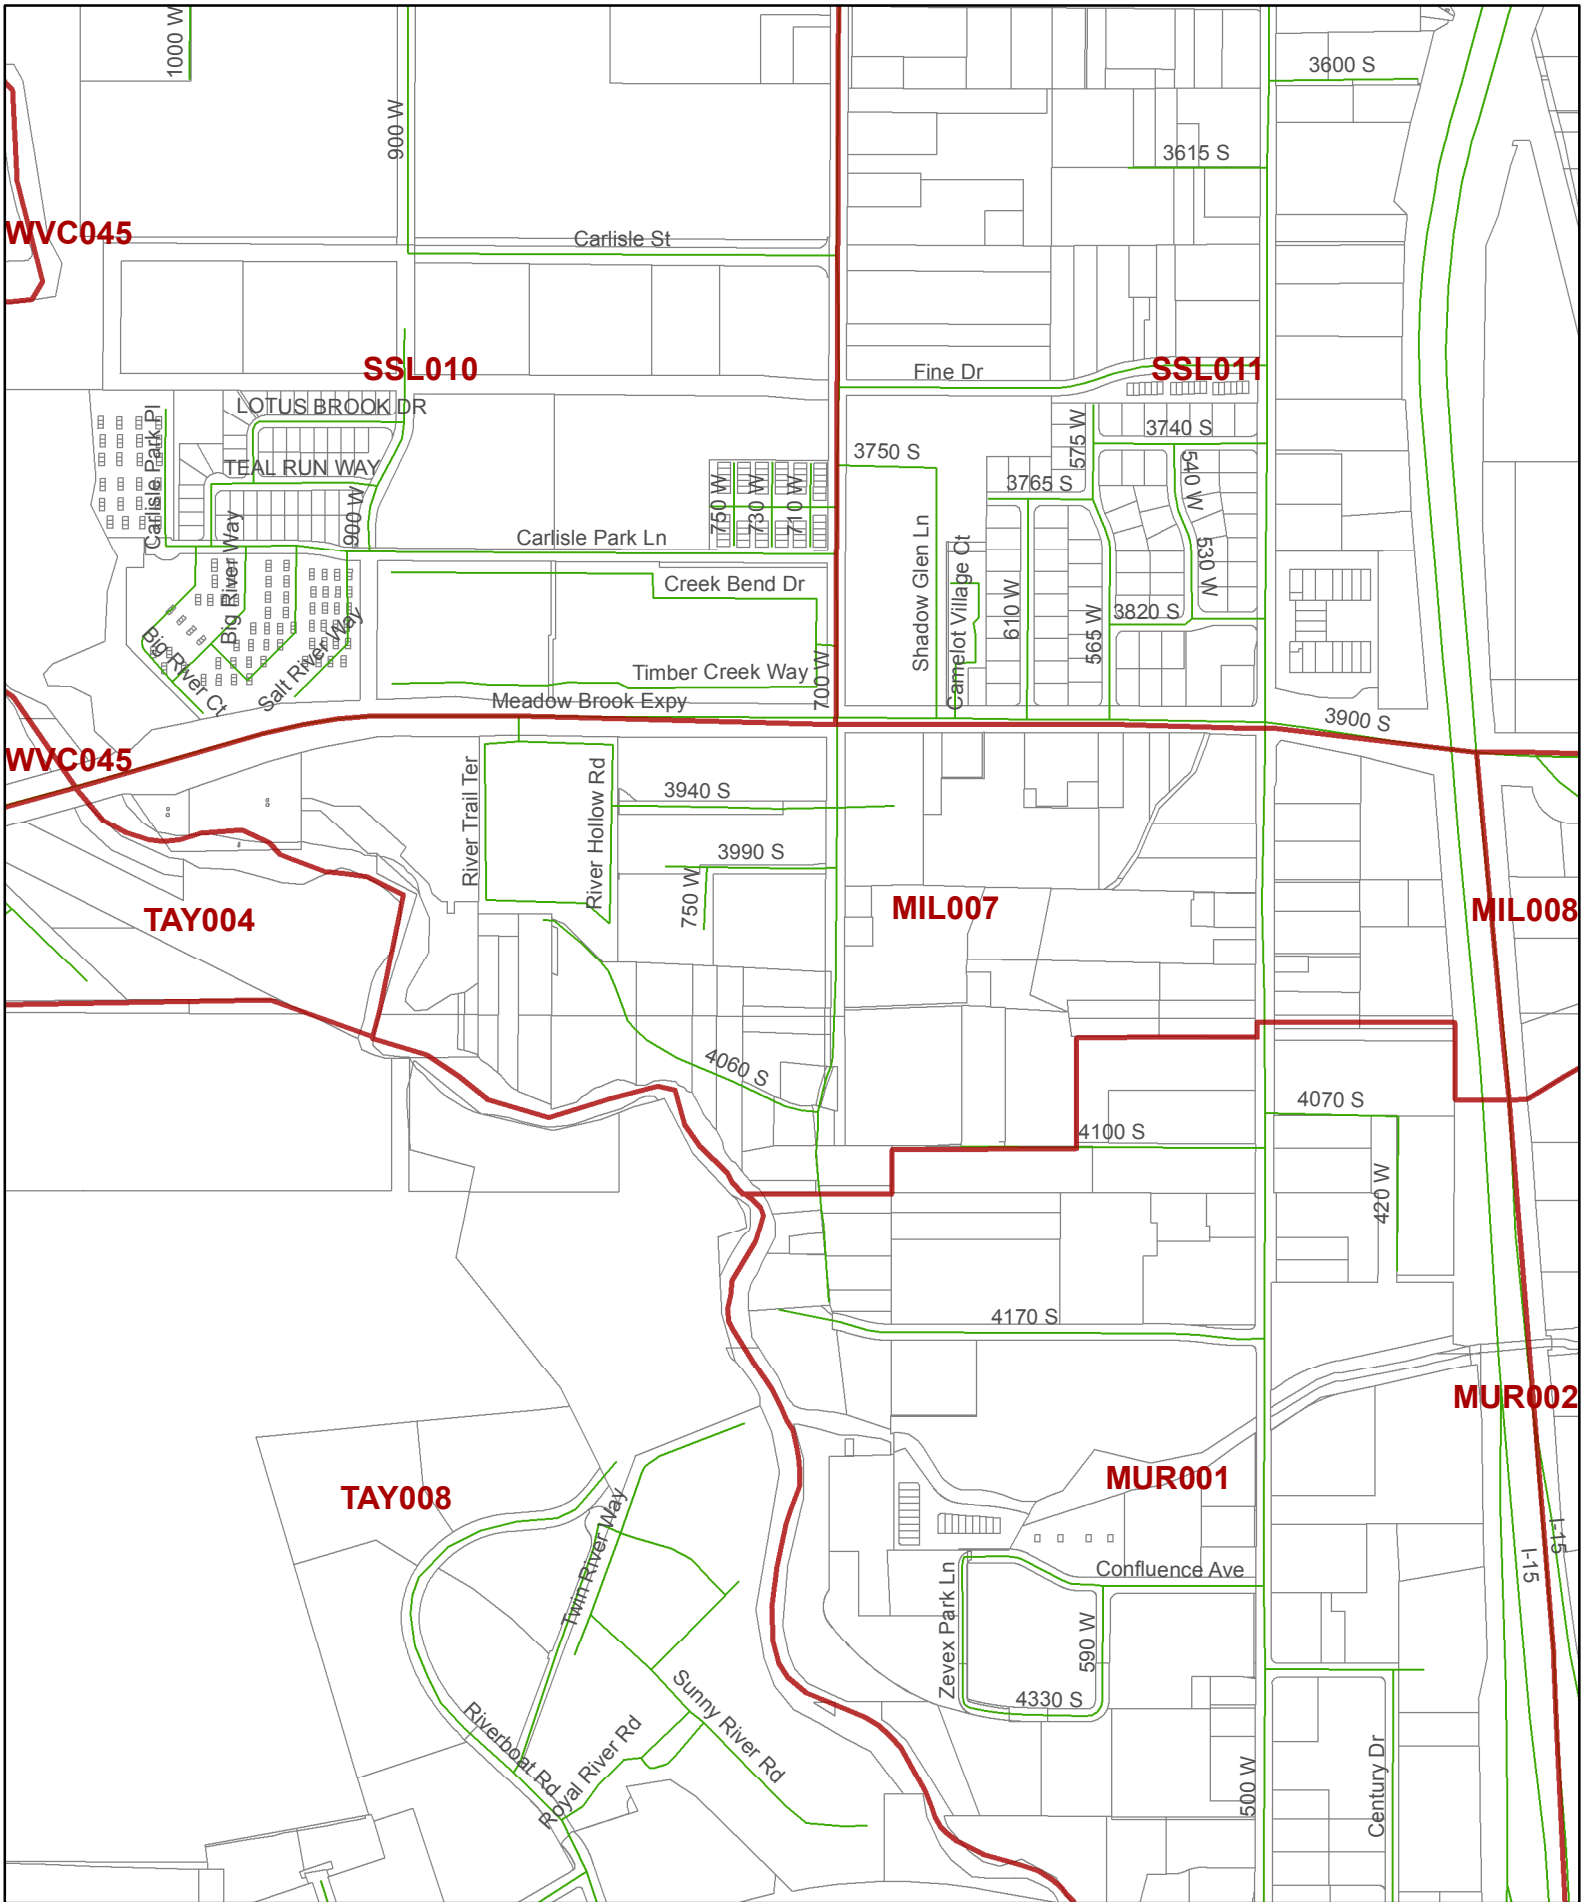 1000 W
3600 S
900 W
3615 S
WVC045
Carlisle St
SSL010
SSL011
Fine Dr
LOTUS BROOK DR
Carlisle Park Pl
575 W
3740 S
3750 S
TEAL RUN WAY
540 W
3765 S
750 W
730 W
710 W
900 W
Carlisle Park Ln
Big River Way
Shadow Glen Ln
Camelot Village Ct
530 W
Creek Bend Dr
610 W
565 W
3820 S
Big River Ct
Salt River Way
Timber Creek Way
700 W
Meadow Brook Expy
3900 S
WVC045
River Trail Ter
River Hollow Rd
3940 S
3990 S
750 W
TAY004
MIL007
MIL008
4060 S
4070 S
4100 S
420 W
4170 S
MUR002
MUR001
TAY008
Twin River Way
I-15
I-15
Confluence Ave
Zevex Park Ln
590 W
4330 S
Sunny River Rd
Riverboat Rd
Royal River Rd
500 W
Century Dr